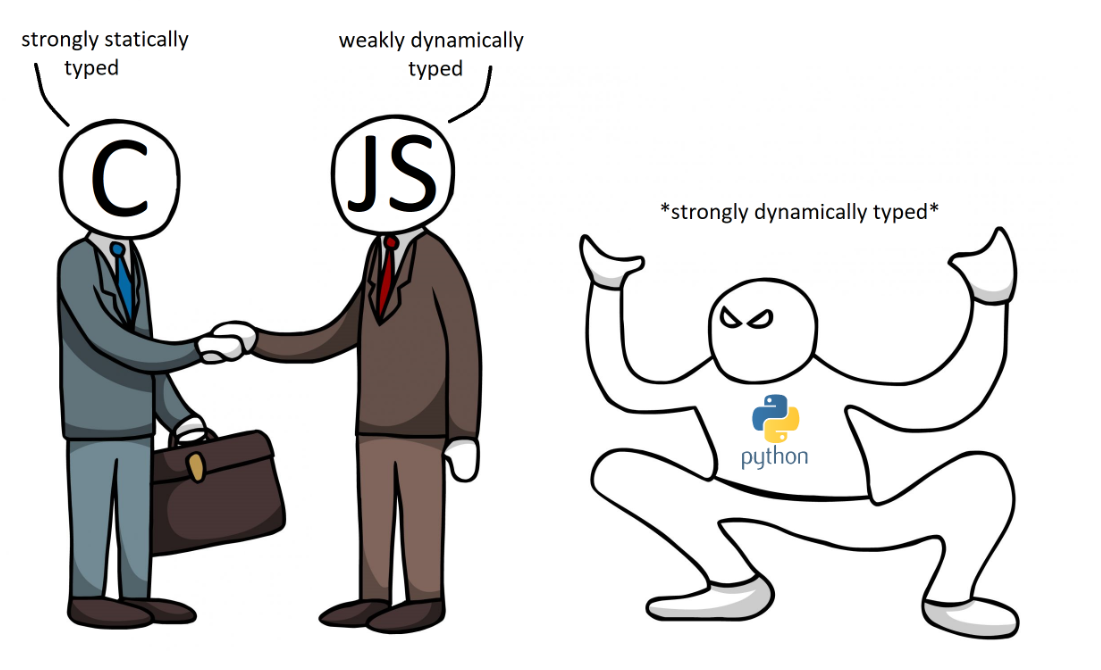 strongly statically
typed
weakly dynamically
typed
C
JS
*strongly dynamically typed*
python